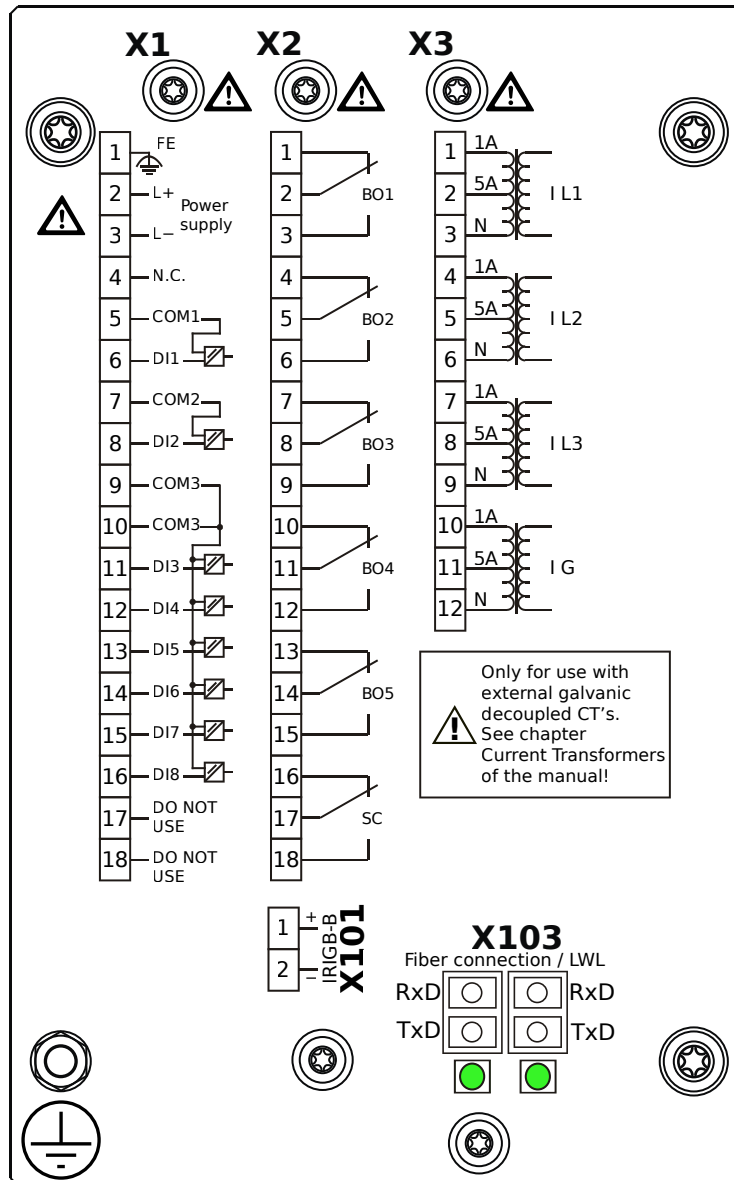 X1
X2
X3
1
FE
2
L+
Power
supply
3
L−
4
N.C.
5
COM1
6
DI1
7
COM2
8
DI2
9
COM3
10
COM3
11
DI3
12
DI4
13
DI5
14
DI6
15
DI7
16
DI8
17
DO NOT
USE
18
DO NOT
USE
1
2
BO1
3
4
5
BO2
6
7
8
BO3
9
10
11
BO4
12
13
14
BO5
15
16
17
SC
18
1
1A
2
5A
I L1
3
N
4
1A
5
5A
I L2
6
N
7
1A
8
5A
I L3
9
N
10
1A
11
5A
I G
12
N
Only for use with
external galvanic
decoupled CT's.
See chapter
Current Transformers
of the manual!
1
+
2
−
IRIGB-B
X101
X103
Fiber connection / LWL
RxD
RxD
TxD
TxD